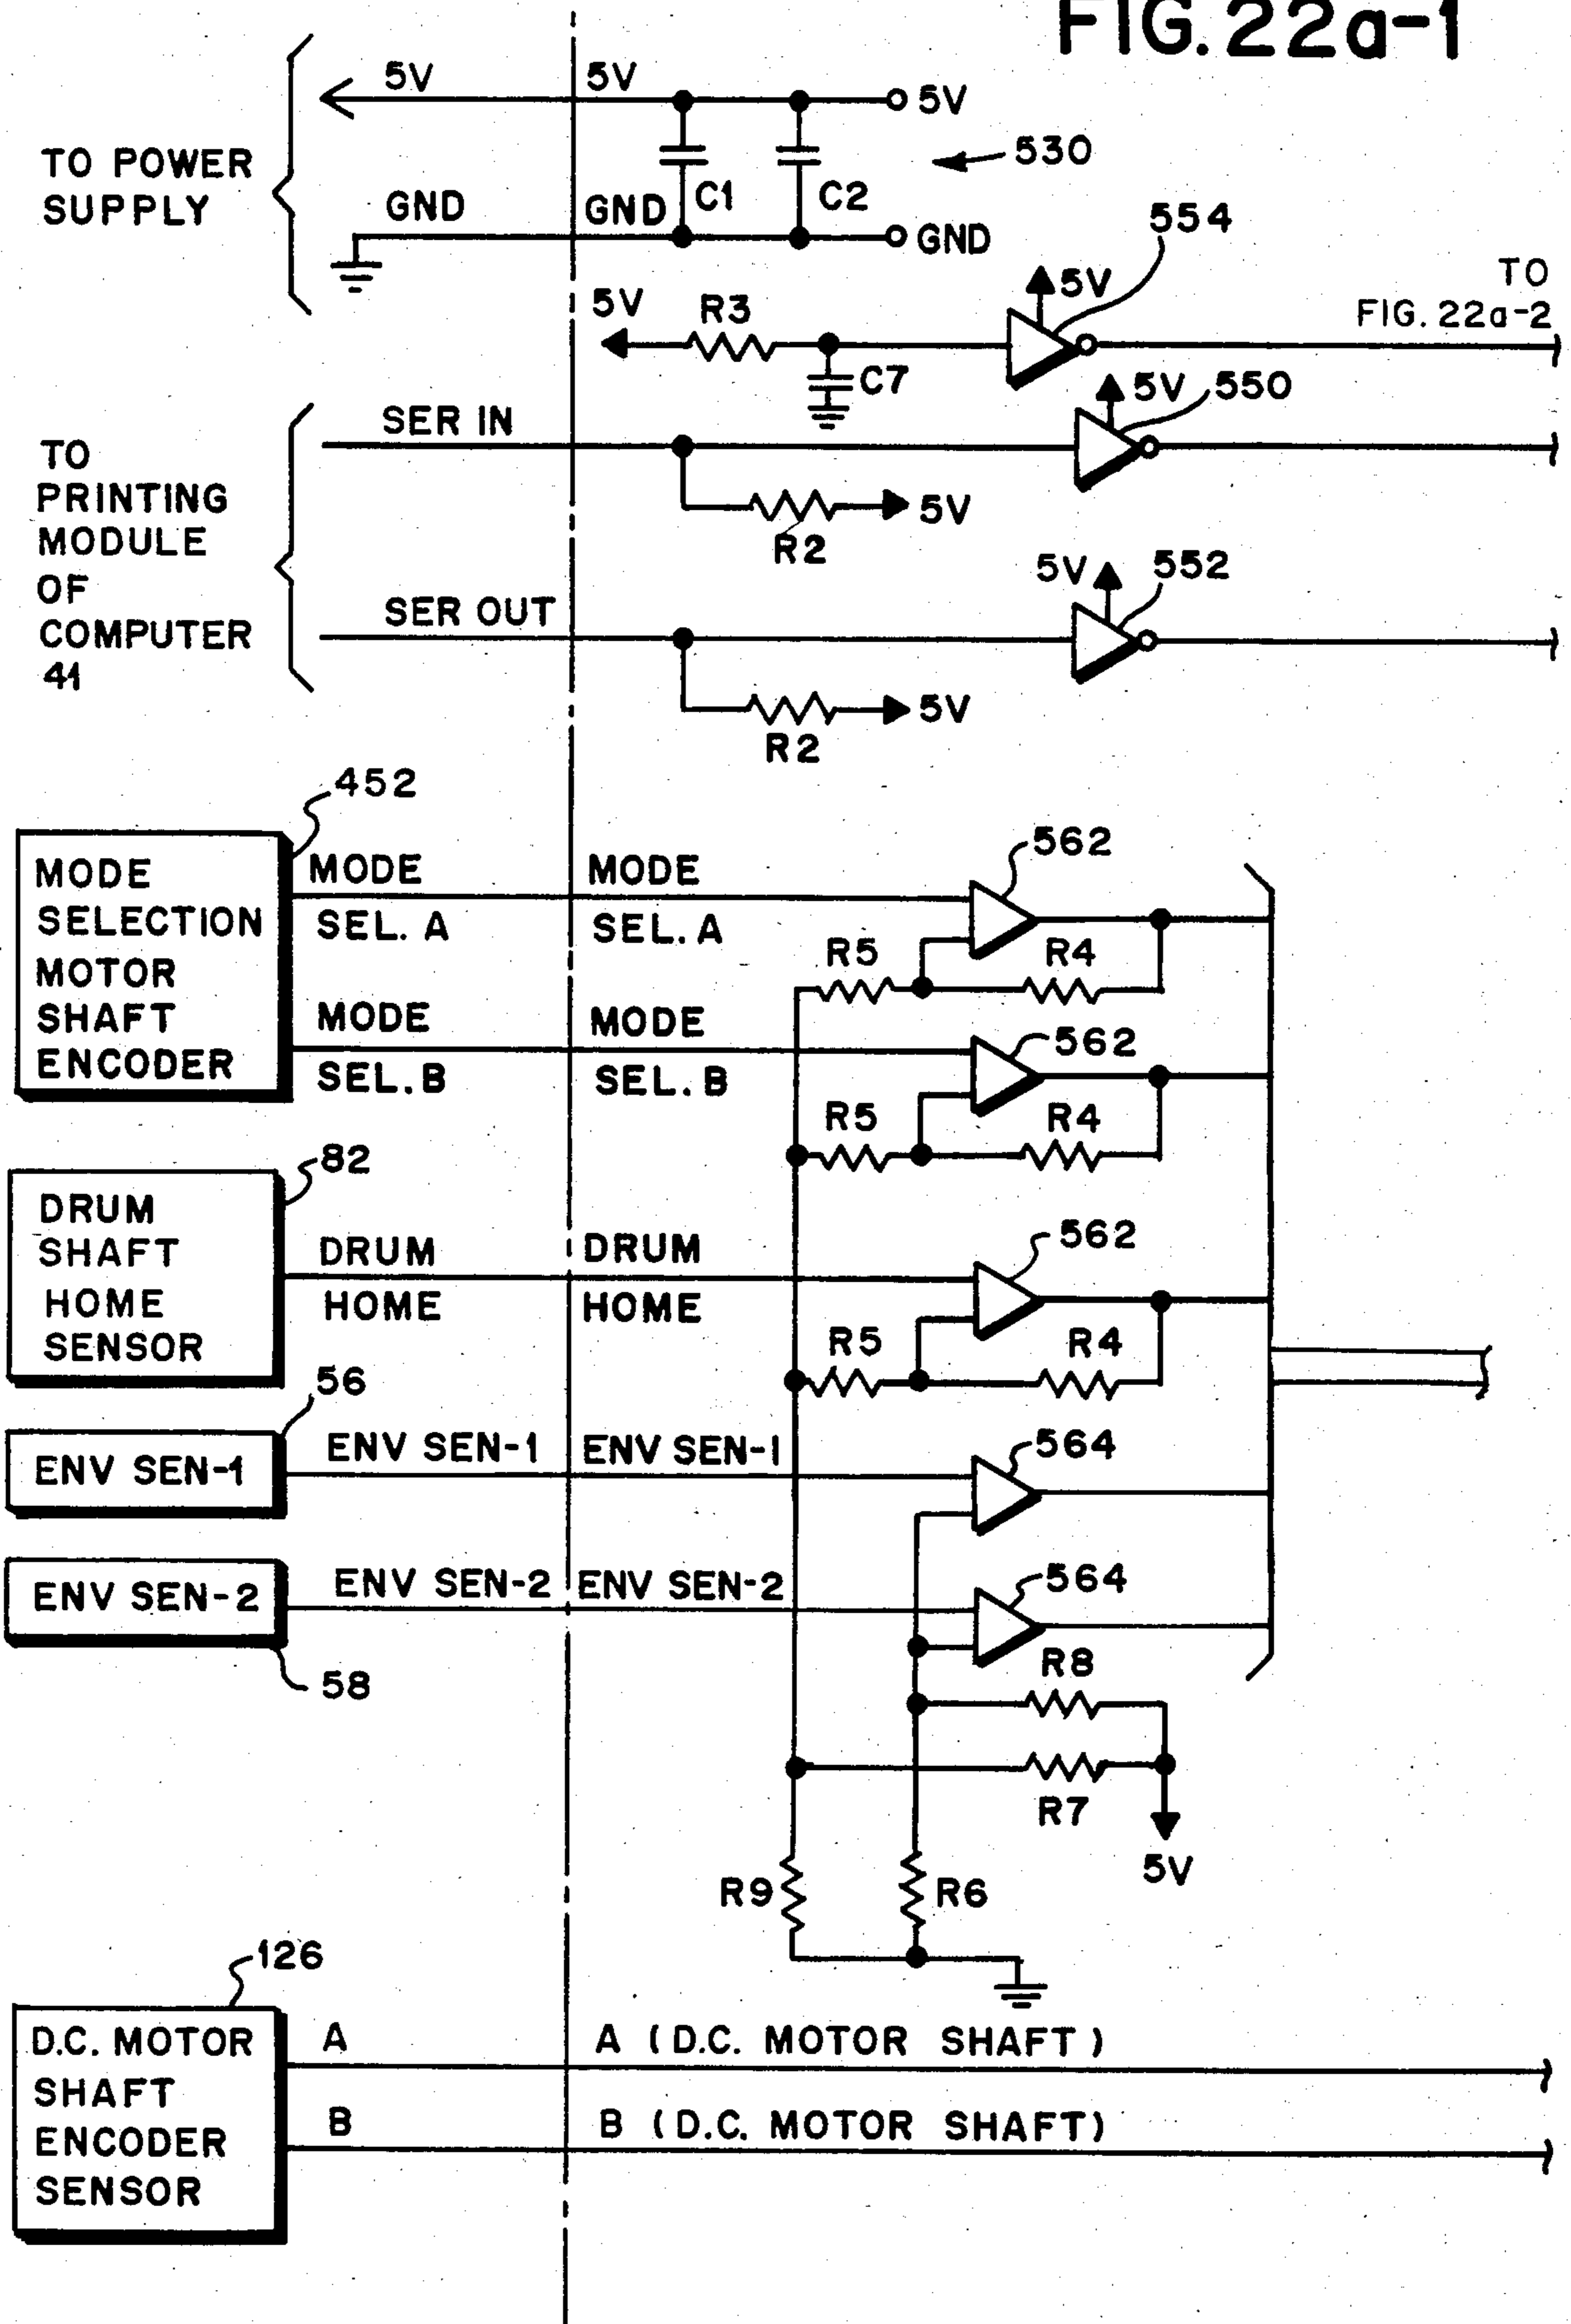 FIG. 22a-1
5V
5V
5V
530
TO POWER
SUPPLY
GND
GND
C1
C2
GND
554
5V
R3
5V
TO
FIG. 22a-2
C7
SER IN
5V
550
TO
PRINTING
MODULE
OF
COMPUTER
41
5V
R2
5V
552
SER OUT
5V
R2
452
MODE
SELECTION
MOTOR
SHAFT
ENCODER
MODE
SEL. A
MODE
SEL. A
562
R5
R4
MODE
SEL. B
MODE
SEL. B
562
R5
R4
82
DRUM
SHAFT
HOME
SENSOR
DRUM
HOME
DRUM
HOME
562
R5
R4
56
ENV SEN-1
ENV SEN-1
ENV SEN-1
564
ENV SEN-2
ENV SEN-2
ENV SEN-2
564
58
R8
R7
5V
R9
R6
126
D.C. MOTOR
SHAFT
ENCODER
SENSOR
A
A (D.C. MOTOR SHAFT)
B
B (D.C. MOTOR SHAFT)